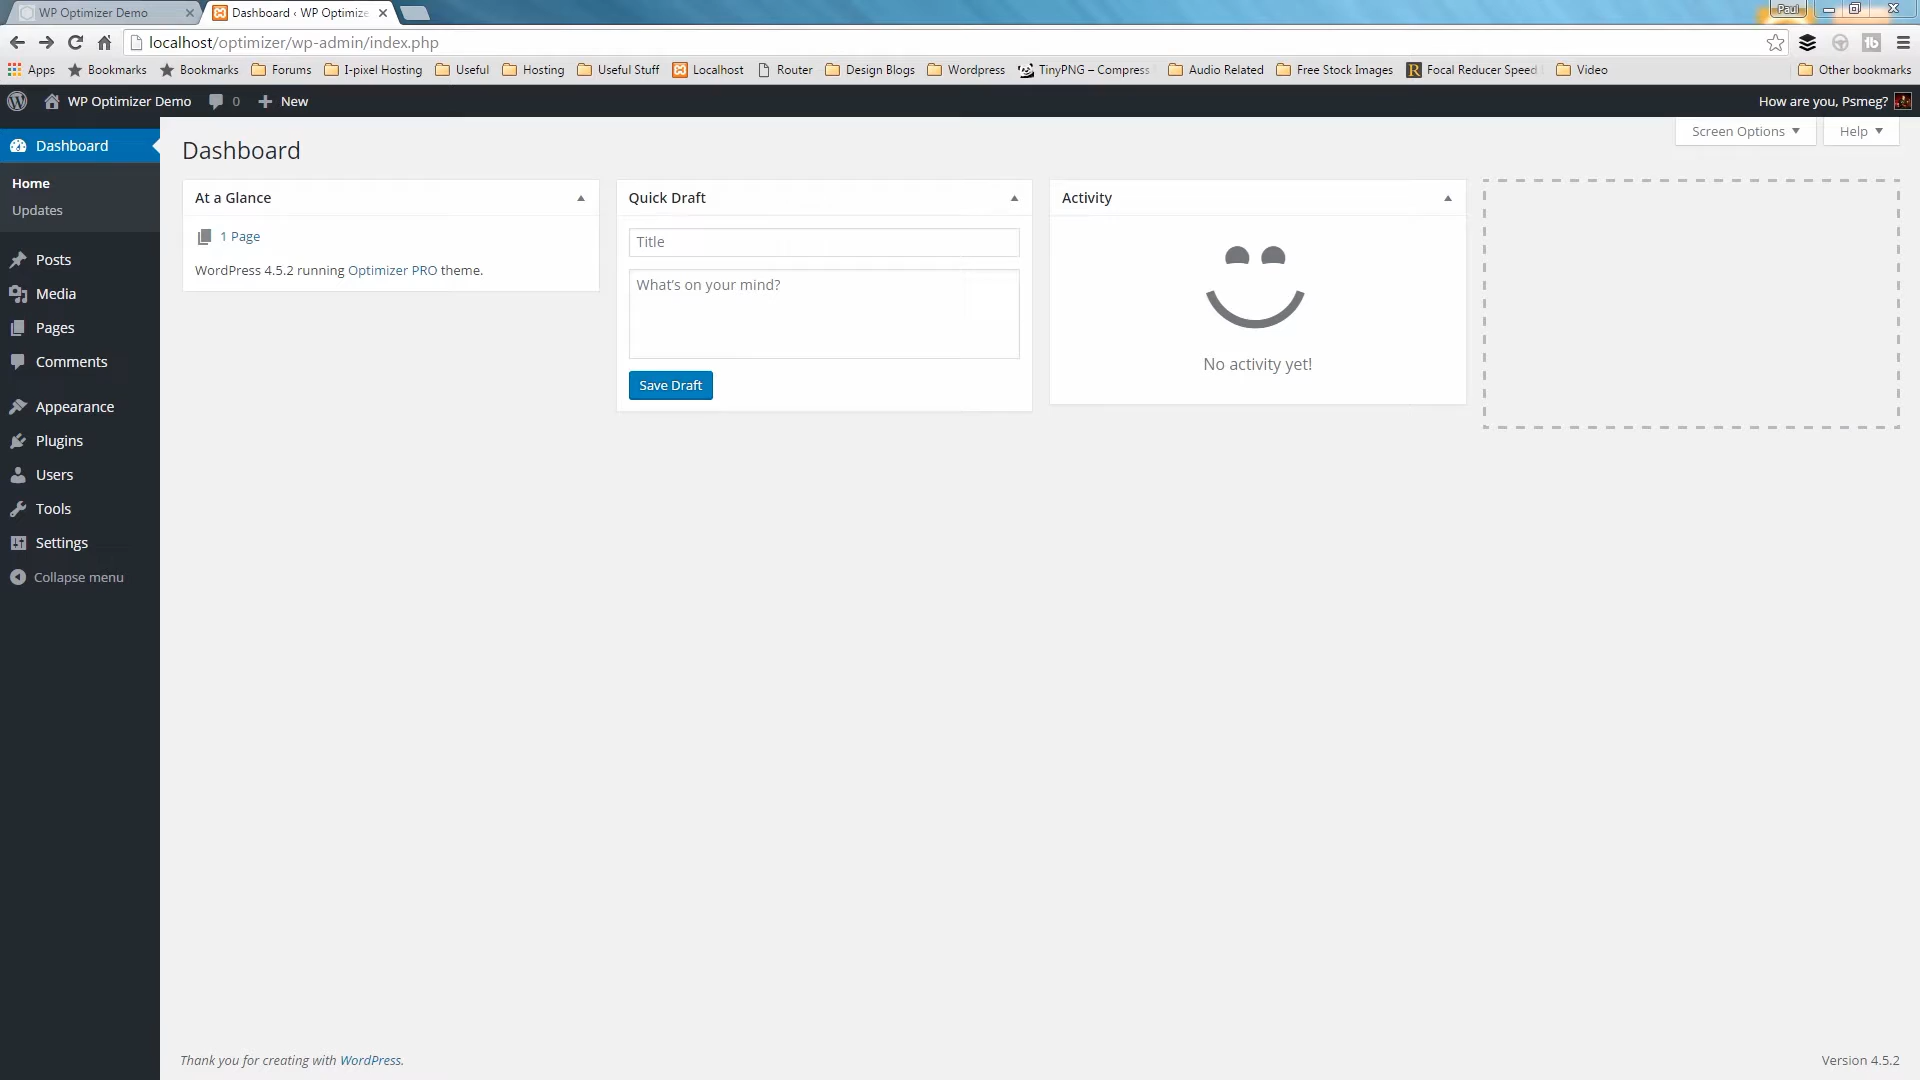 WP Optimizer Demo
Dashboard ‹ WP Optimize
Paul
localhost/optimizer/wp-admin/index.php
Apps Bookmarks Bookmarks Forums I-pixel Hosting Useful Hosting Useful Stuff Localhost Router Design Blogs Wordpress TinyPNG – Compress Audio Related Free Stock Images Focal Reducer Speed Video Other bookmarks
WP Optimizer Demo 0 New How are you, Psmeg?
Dashboard
Home
Updates
Posts
Media
Pages
Comments
Appearance
Plugins
Users
Tools
Settings
Collapse menu
Dashboard
Screen Options
Help
At a Glance
1 Page
WordPress 4.5.2 running Optimizer PRO theme.
Quick Draft
Title
What's on your mind?
Save Draft
Activity
No activity yet!
Thank you for creating with WordPress.
Version 4.5.2